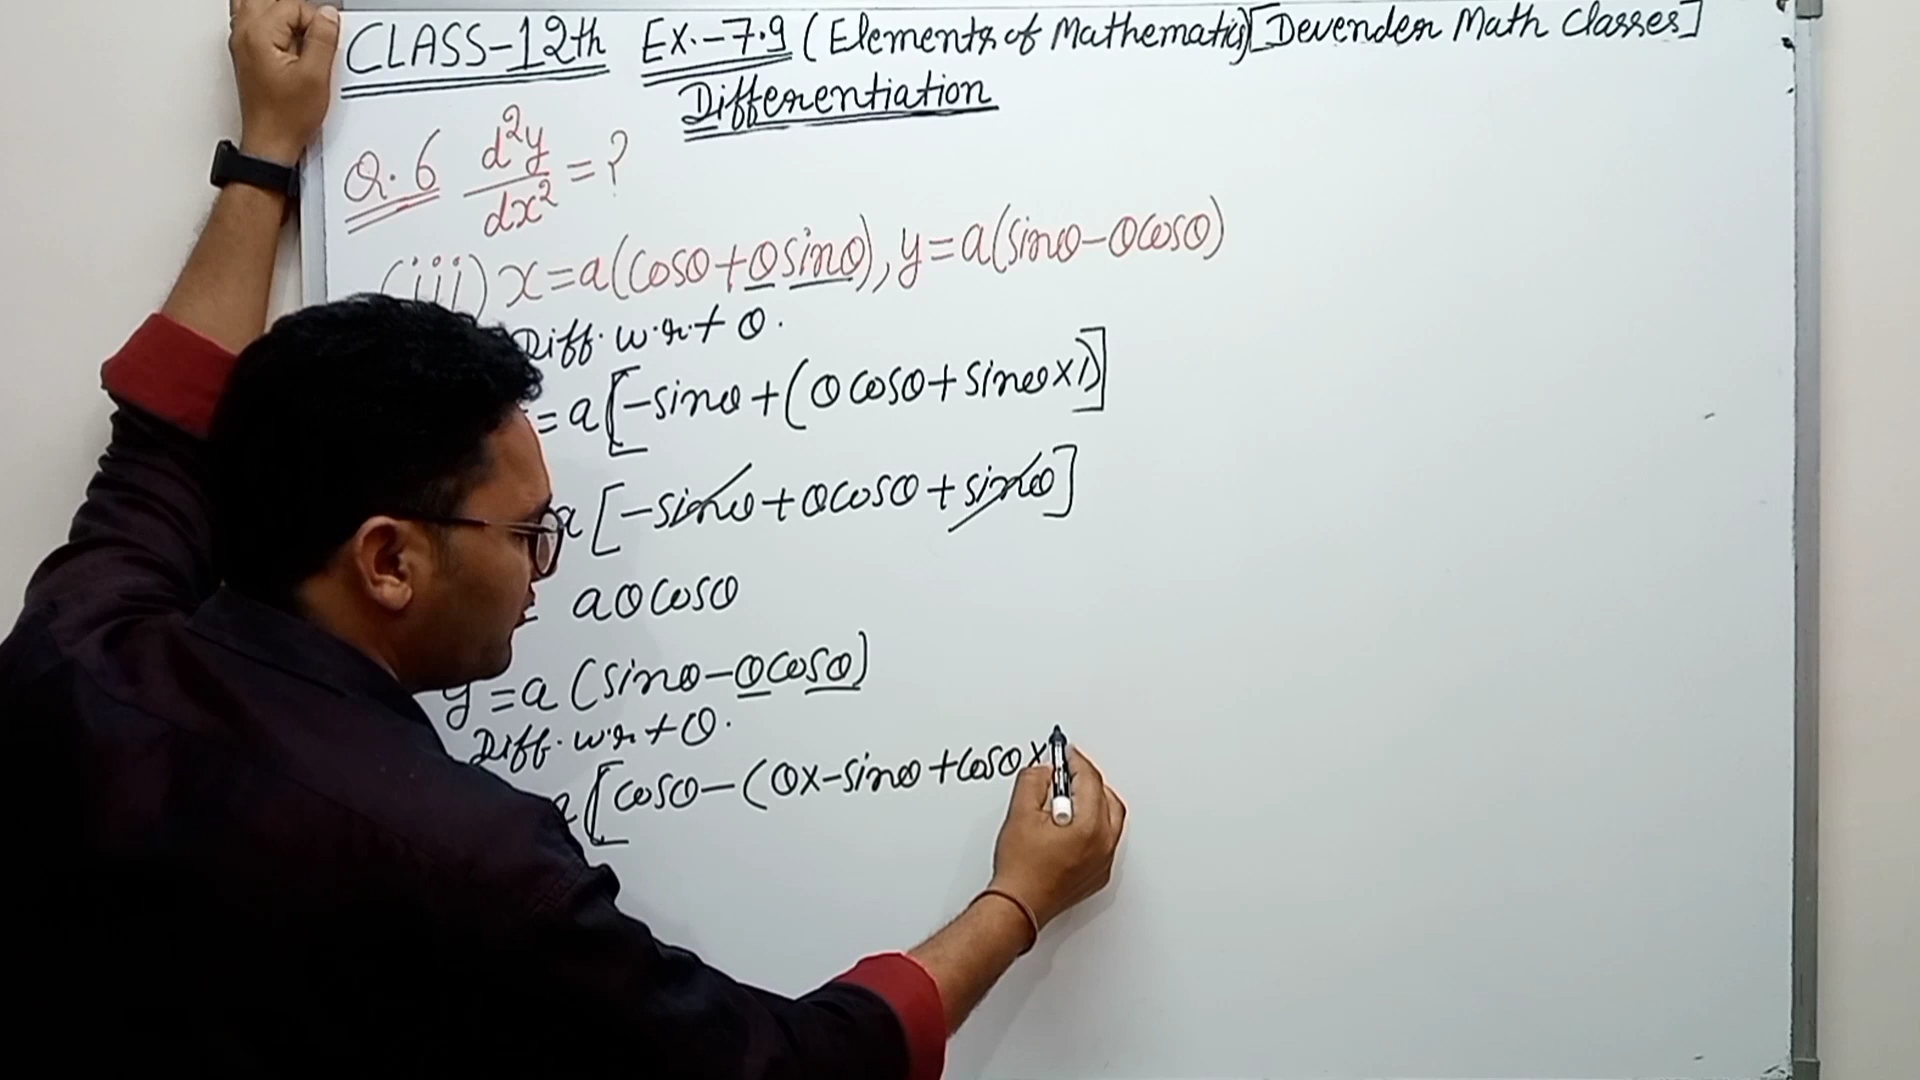 CLASS-12th Ex.-7.9 (Elements of Mathematics) [Devender Math Classes]
Differentiation
Q.6 d²y/dx² = ?
(iii) x = a(cosθ + θ sinθ), y = a(sinθ - θcosθ)
Diff. w.r.t θ.
= a[-sinθ + (θ cosθ + sinθ×1)]
a[-sinθ + θcosθ + sinθ]
= aθcosθ
y = a(sinθ - θcosθ)
Diff. w.r.t θ.
a[cosθ - (θ×-sinθ + cosθ×